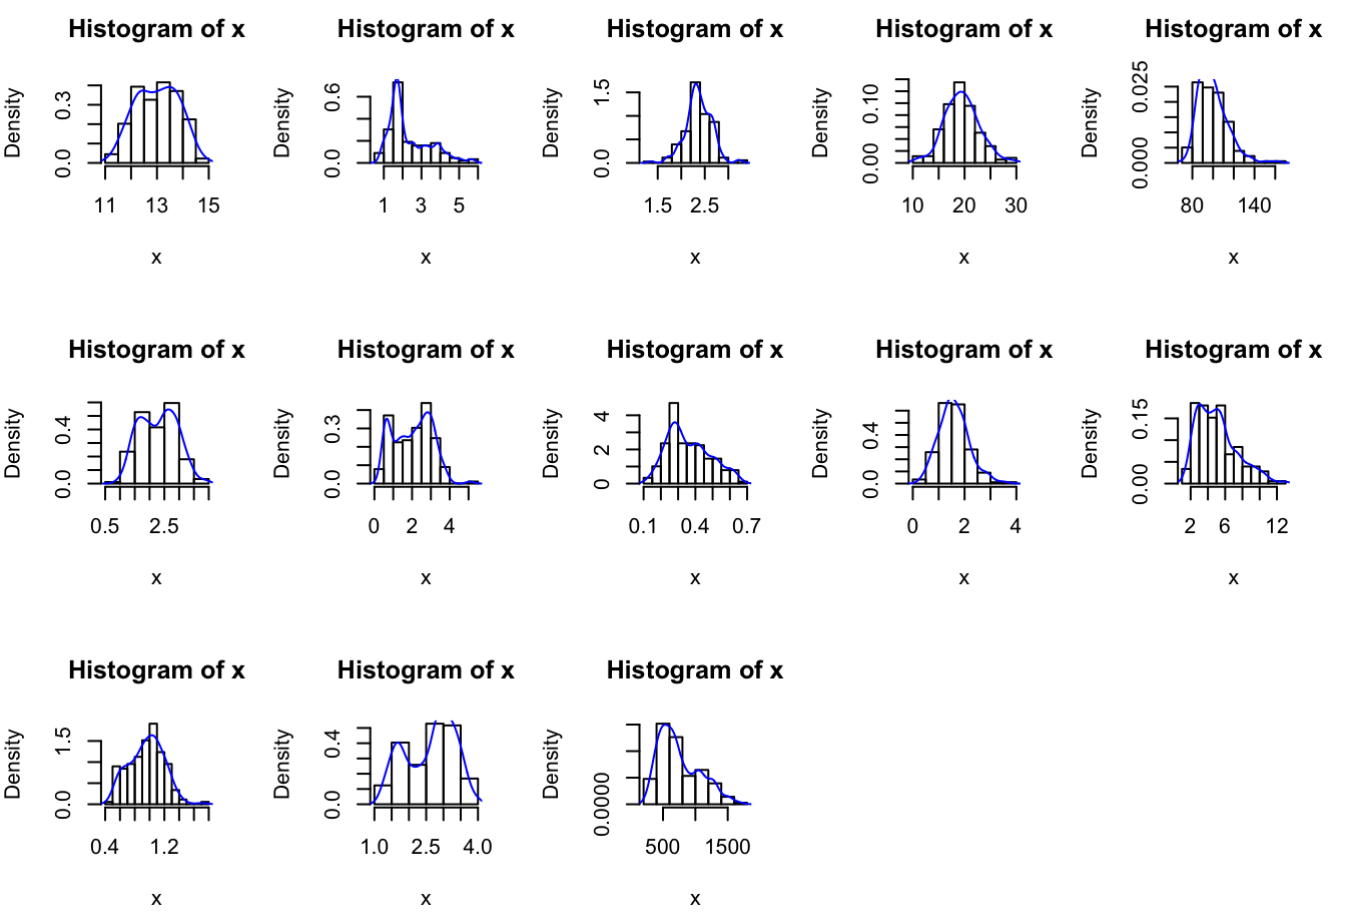 Histogram of x Histogram of x Histogram of x Histogram of x Histogram of x
Density 0.0 0.3 Density 0.0 0.6 Density 0.0 1.5 Density 0.00 0.10 Density 0.000 0.025
11 13 15 1 3 5 1.5 2.5 10 20 30 80 140
x x x x x
Histogram of x Histogram of x Histogram of x Histogram of x Histogram of x
Density 0.0 0.4 Density 0.0 0.3 Density 0 2 4 Density 0.0 0.4 Density 0.00 0.15
0.5 2.5 0 2 4 0.1 0.4 0.7 0 2 4 2 6 12
x x x x x
Histogram of x Histogram of x Histogram of x
Density 0.0 1.5 Density 0.0 0.4 Density 0.0000
0.4 1.2 1.0 2.5 4.0 500 1500
x x x